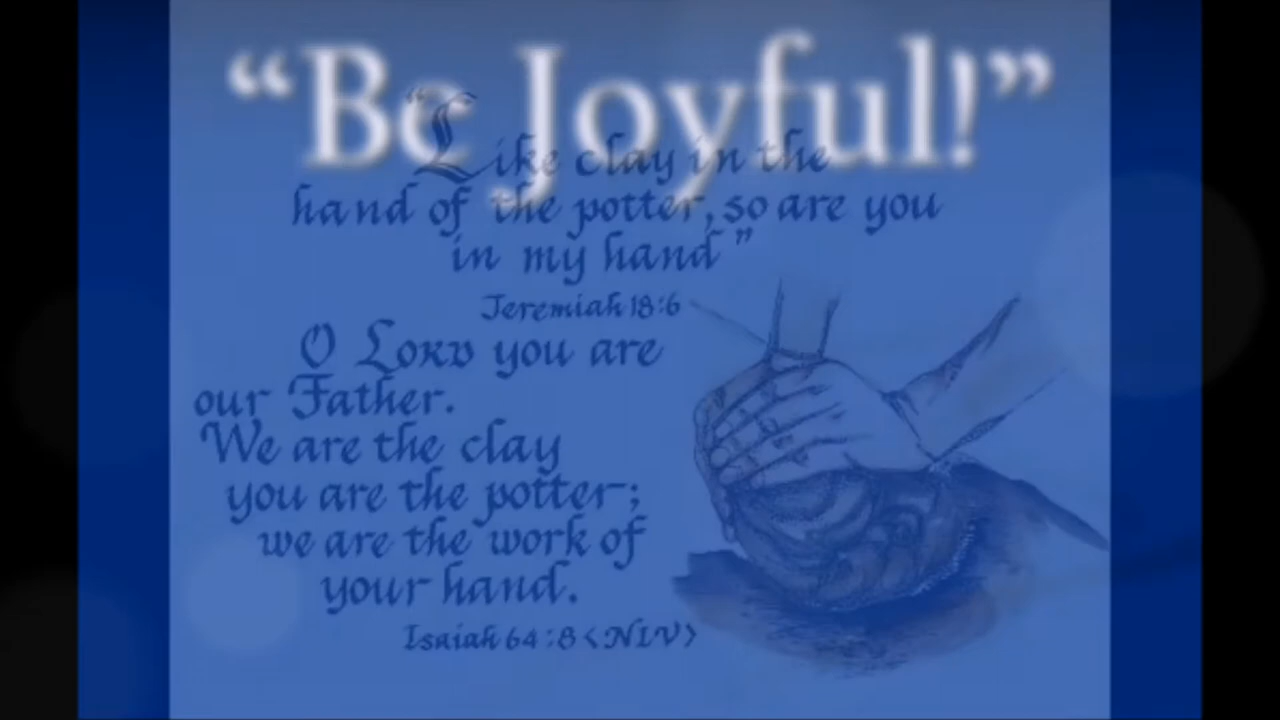 “Be Joyful!”
“Like clay in the
hand of the potter, so are you
in my hand”
Jeremiah 18:6
O LORD you are
our Father.
We are the clay
you are the potter;
we are the work of
your hand.
Isaiah 64:8 <NIV>